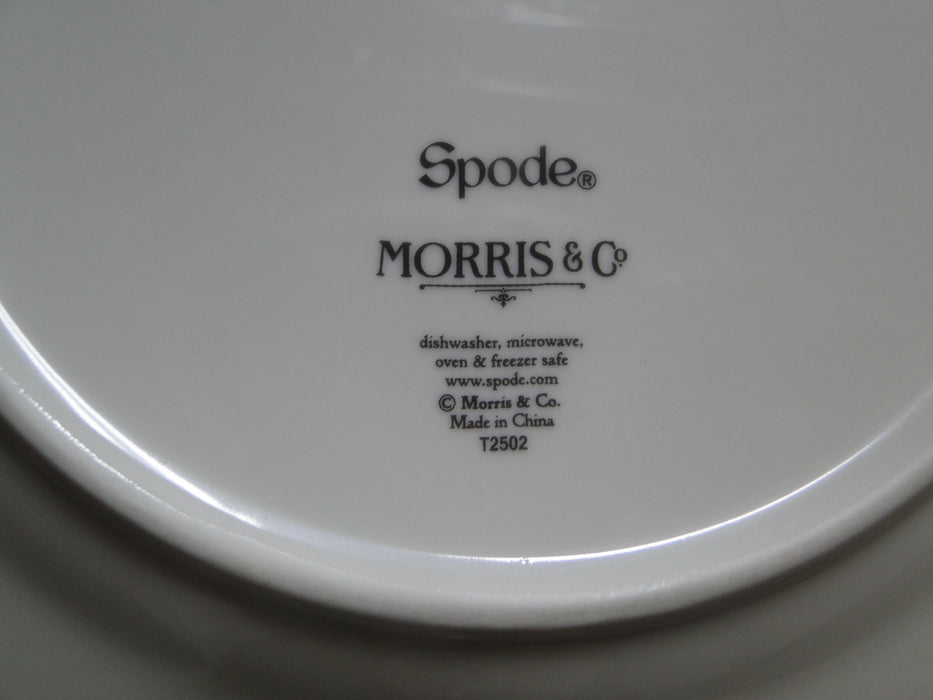 Spode®
MORRIS & Co.
dishwasher, microwave,
oven & freezer safe
www.spode.com
© Morris & Co.
Made in China
T2502